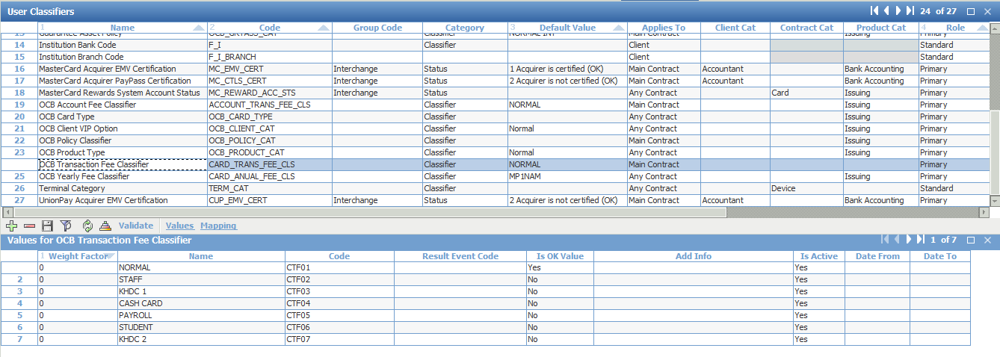 User Classifiers 24 of 27
1 Name 2 Code Group Code Category 3 Default Value Applies To Client Cat Contract Cat Product Cat 4 Role
13 Guarantee Asset Policy OCB_GRTASS_CAT Classifier NORMAL INT Main Contract Issuing Primary
14 Institution Bank Code F_I Classifier Client Standard
15 Institution Branch Code F_I_BRANCH Client Standard
16 MasterCard Acquirer EMV Certification MC_EMV_CERT Interchange Status 1 Acquirer is certified (OK) Main Contract Accountant Bank Accounting Primary
17 MasterCard Acquirer PayPass Certification MC_CTLS_CERT Interchange Status 2 Acquirer is not certified (OK) Main Contract Accountant Bank Accounting Primary
18 MasterCard Rewards System Account Status MC_REWARD_ACC_STS Interchange Status Any Contract Card Issuing Primary
19 OCB Account Fee Classifier ACCOUNT_TRANS_FEE_CLS Classifier NORMAL Main Contract Issuing Primary
20 OCB Card Type OCB_CARD_TYPE Classifier Any Contract Issuing Primary
21 OCB Client VIP Option OCB_CLIENT_CAT Classifier Normal Any Contract Issuing Primary
22 OCB Policy Classifier OCB_POLICY_CAT Classifier Main Contract Issuing Primary
23 OCB Product Type OCB_PRODUCT_CAT Classifier Normal Any Contract Issuing Primary
OCB Transaction Fee Classifier CARD_TRANS_FEE_CLS Classifier NORMAL Main Contract Primary
25 OCB Yearly Fee Classifier CARD_ANUAL_FEE_CLS Classifier MP1NAM Any Contract Issuing Primary
26 Terminal Category TERM_CAT Classifier Any Contract Device Standard
27 UnionPay Acquirer EMV Certification CUP_EMV_CERT Interchange Status 2 Acquirer is not certified (OK) Main Contract Accountant Bank Accounting Primary
Validate Values Mapping
Values for OCB Transaction Fee Classifier 1 of 7
1 Weight Factor Name Code Result Event Code Is OK Value Add Info Is Active Date From Date To
0 NORMAL CTF01 Yes Yes
2 0 STAFF CTF02 No Yes
3 0 KHDC 1 CTF03 No Yes
4 0 CASH CARD CTF04 No Yes
5 0 PAYROLL CTF05 No Yes
6 0 STUDENT CTF06 No Yes
7 0 KHDC 2 CTF07 No Yes